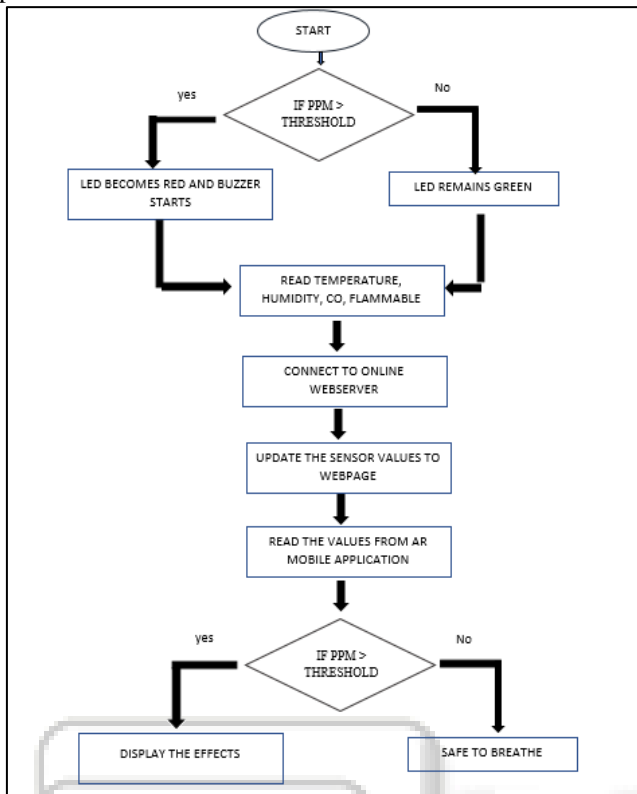 START
yes
No
IF PPM >
THRESHOLD
LED BECOMES RED AND BUZZER
STARTS
LED REMAINS GREEN
READ TEMPERATURE,
HUMIDITY, CO, FLAMMABLE
CONNECT TO ONLINE
WEBSERVER
UPDATE THE SENSOR VALUES TO
WEBPAGE
READ THE VALUES FROM AR
MOBILE APPLICATION
yes
No
IF PPM >
THRESHOLD
DISPLAY THE EFFECTS
SAFE TO BREATHE